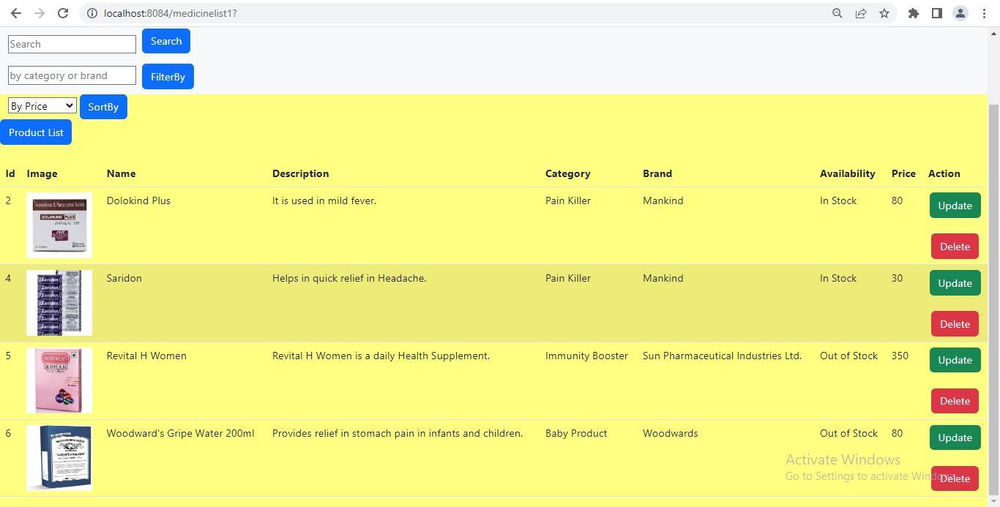 localhost:8084/medicinelist1?
Search Search
by category or brand FilterBy
By Price SortBy
Product List
Id Image Name Description Category Brand Availability Price Action
2 Dolokind Plus It is used in mild fever. Pain Killer Mankind In Stock 80 Update
DOLOKIND PLUS
FREE
Delete
4 Saridon Helps in quick relief in Headache. Pain Killer Mankind In Stock 30 Update
Saridon
Saridon
Saridon
Saridon
Saridon
Saridon
Delete
5 Revital H Women Revital H Women is a daily Health Supplement. Immunity Booster Sun Pharmaceutical Industries Ltd. Out of Stock 350 Update
REVITAL H
WOMAN
Delete
6 Woodward's Gripe Water 200ml Provides relief in stomach pain in infants and children. Baby Product Woodwards Out of Stock 80 Update
WOODWARD'S
Activate Windows
Go to Settings to activate Windows.
Delete